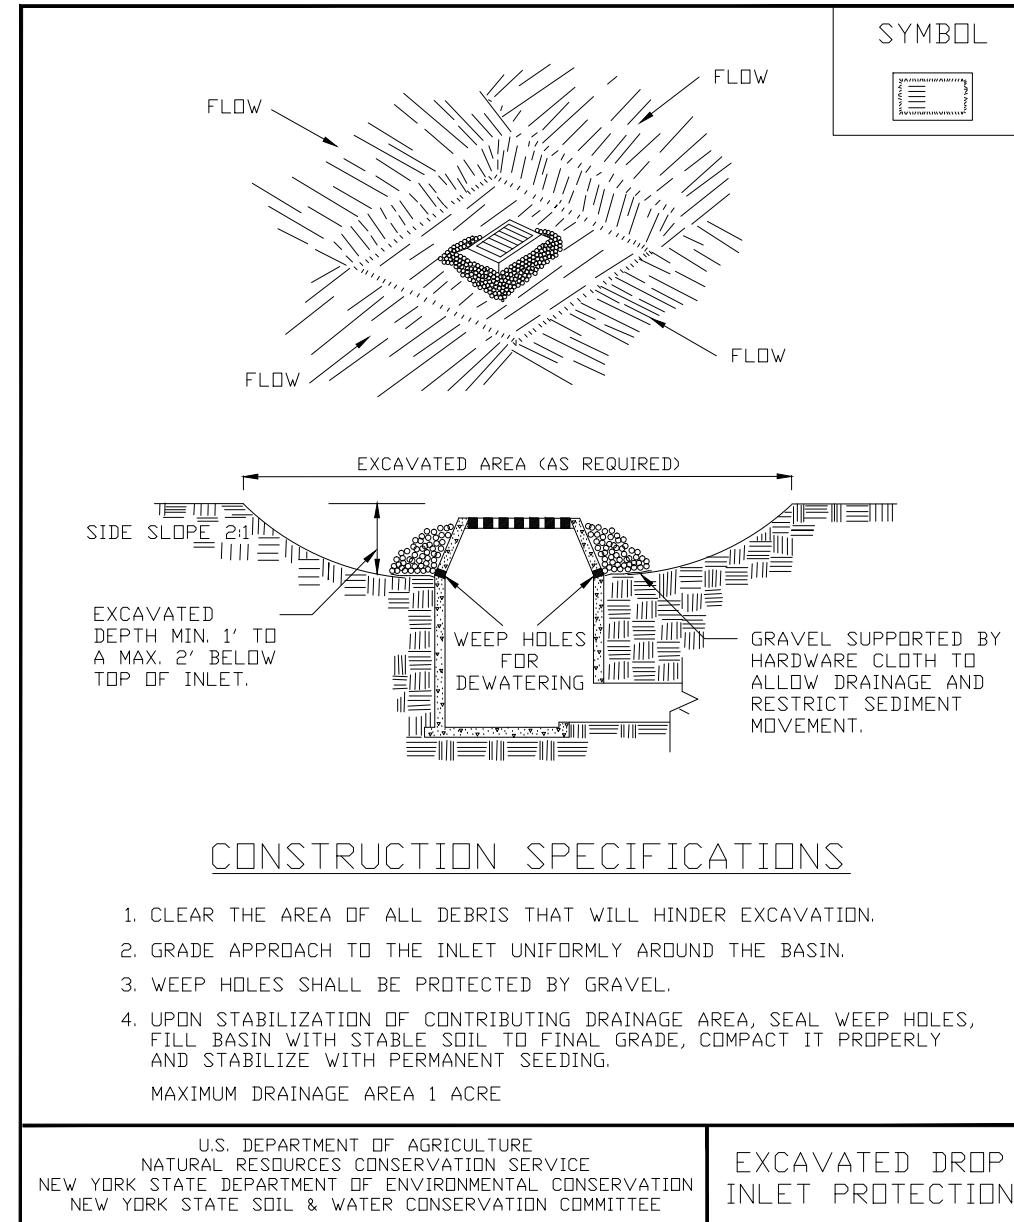 SYMBOL
FLOW
FLOW
FLOW
FLOW
EXCAVATED AREA (AS REQUIRED)
SIDE SLOPE 2:1
EXCAVATED
DEPTH MIN. 1' TO
A MAX. 2' BELOW
TOP OF INLET.
WEEP HOLES
FOR
DEWATERING
GRAVEL SUPPORTED BY
HARDWARE CLOTH TO
ALLOW DRAINAGE AND
RESTRICT SEDIMENT
MOVEMENT.
CONSTRUCTION SPECIFICATIONS
1. CLEAR THE AREA OF ALL DEBRIS THAT WILL HINDER EXCAVATION.
2. GRADE APPROACH TO THE INLET UNIFORMLY AROUND THE BASIN.
3. WEEP HOLES SHALL BE PROTECTED BY GRAVEL.
4. UPON STABILIZATION OF CONTRIBUTING DRAINAGE AREA, SEAL WEEP HOLES,
FILL BASIN WITH STABLE SOIL TO FINAL GRADE, COMPACT IT PROPERLY
AND STABILIZE WITH PERMANENT SEEDING.
MAXIMUM DRAINAGE AREA 1 ACRE
U.S. DEPARTMENT OF AGRICULTURE
NATURAL RESOURCES CONSERVATION SERVICE
NEW YORK STATE DEPARTMENT OF ENVIRONMENTAL CONSERVATION
NEW YORK STATE SOIL & WATER CONSERVATION COMMITTEE
EXCAVATED DROP
INLET PROTECTION